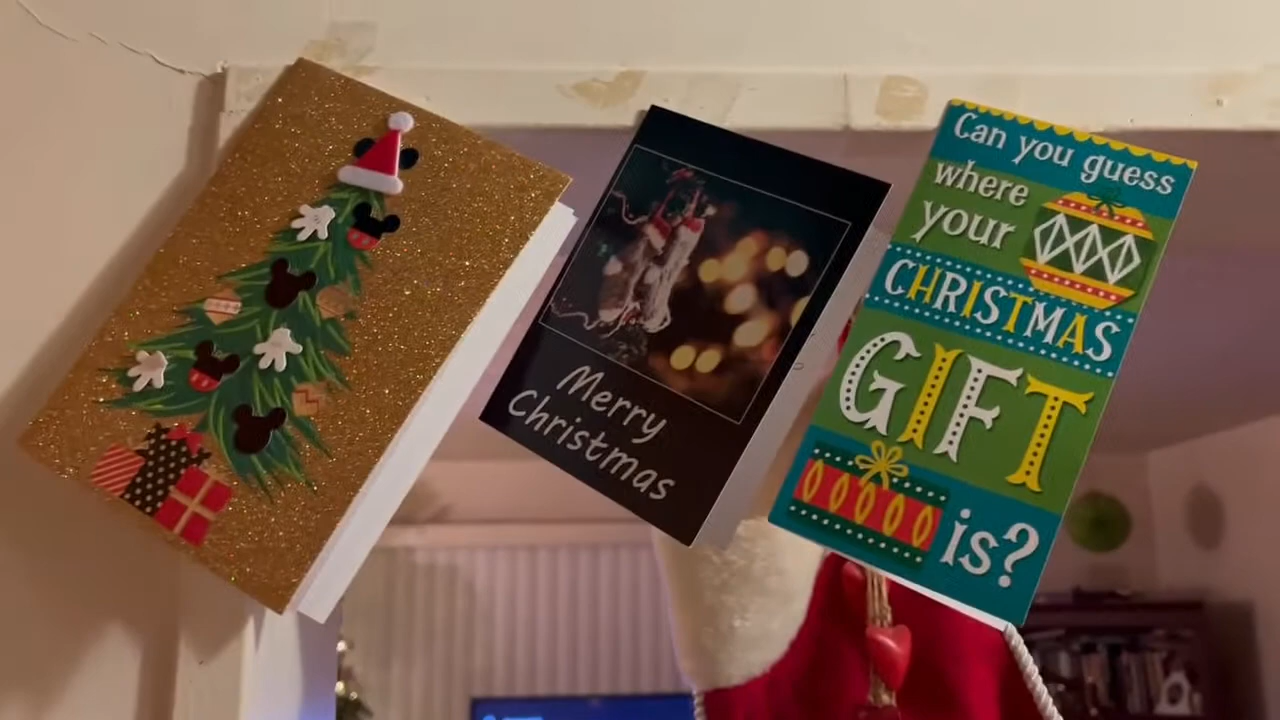 Merry
Christmas
Can you guess
where
your
CHRISTMAS
GIFT
is?